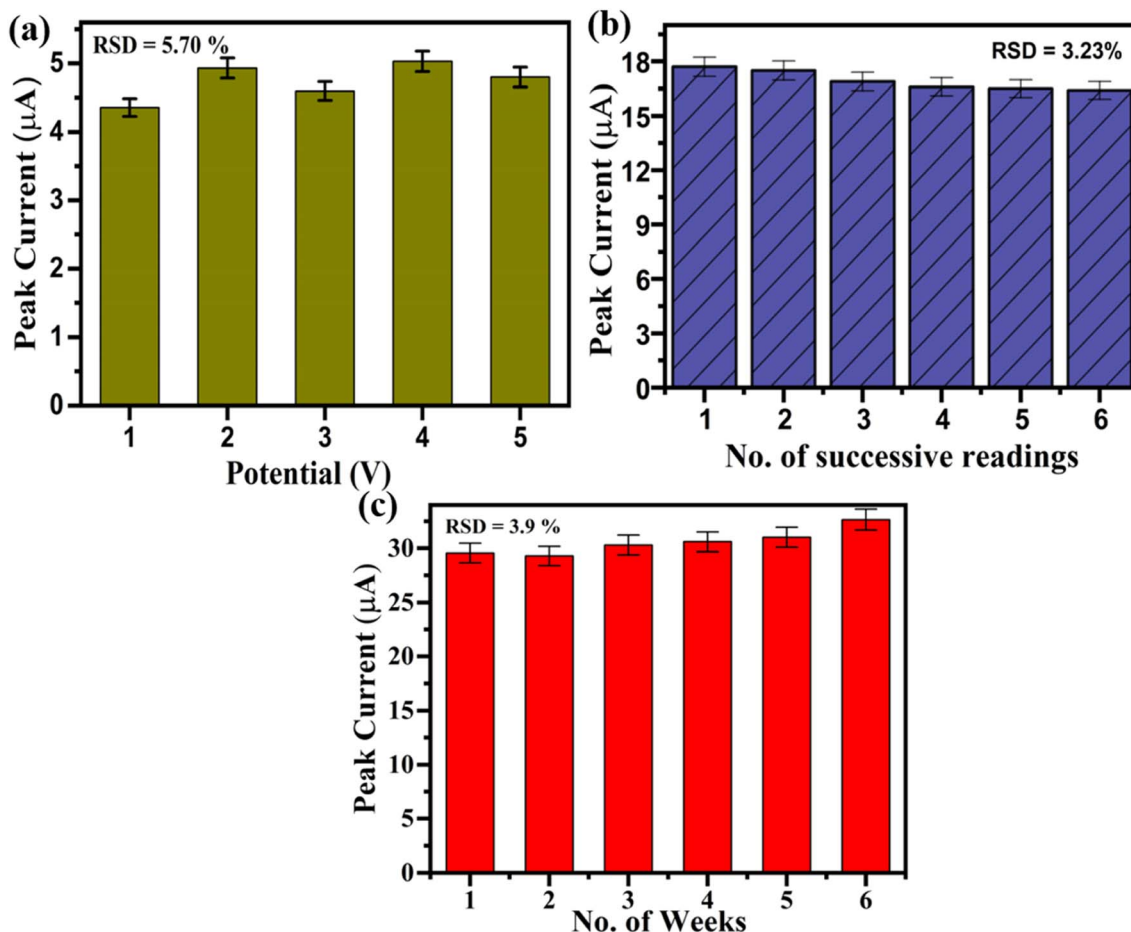 (a)
RSD = 5.70 %
Peak Current (μA)
5
4
3
2
1
0
1 2 3 4 5
Potential (V)
(b)
RSD = 3.23%
Peak Current (μA)
18
15
12
9
6
3
0
1 2 3 4 5 6
No. of successive readings
(c)
RSD = 3.9 %
Peak Current (μA)
30
25
20
15
10
5
0
1 2 3 4 5 6
No. of Weeks